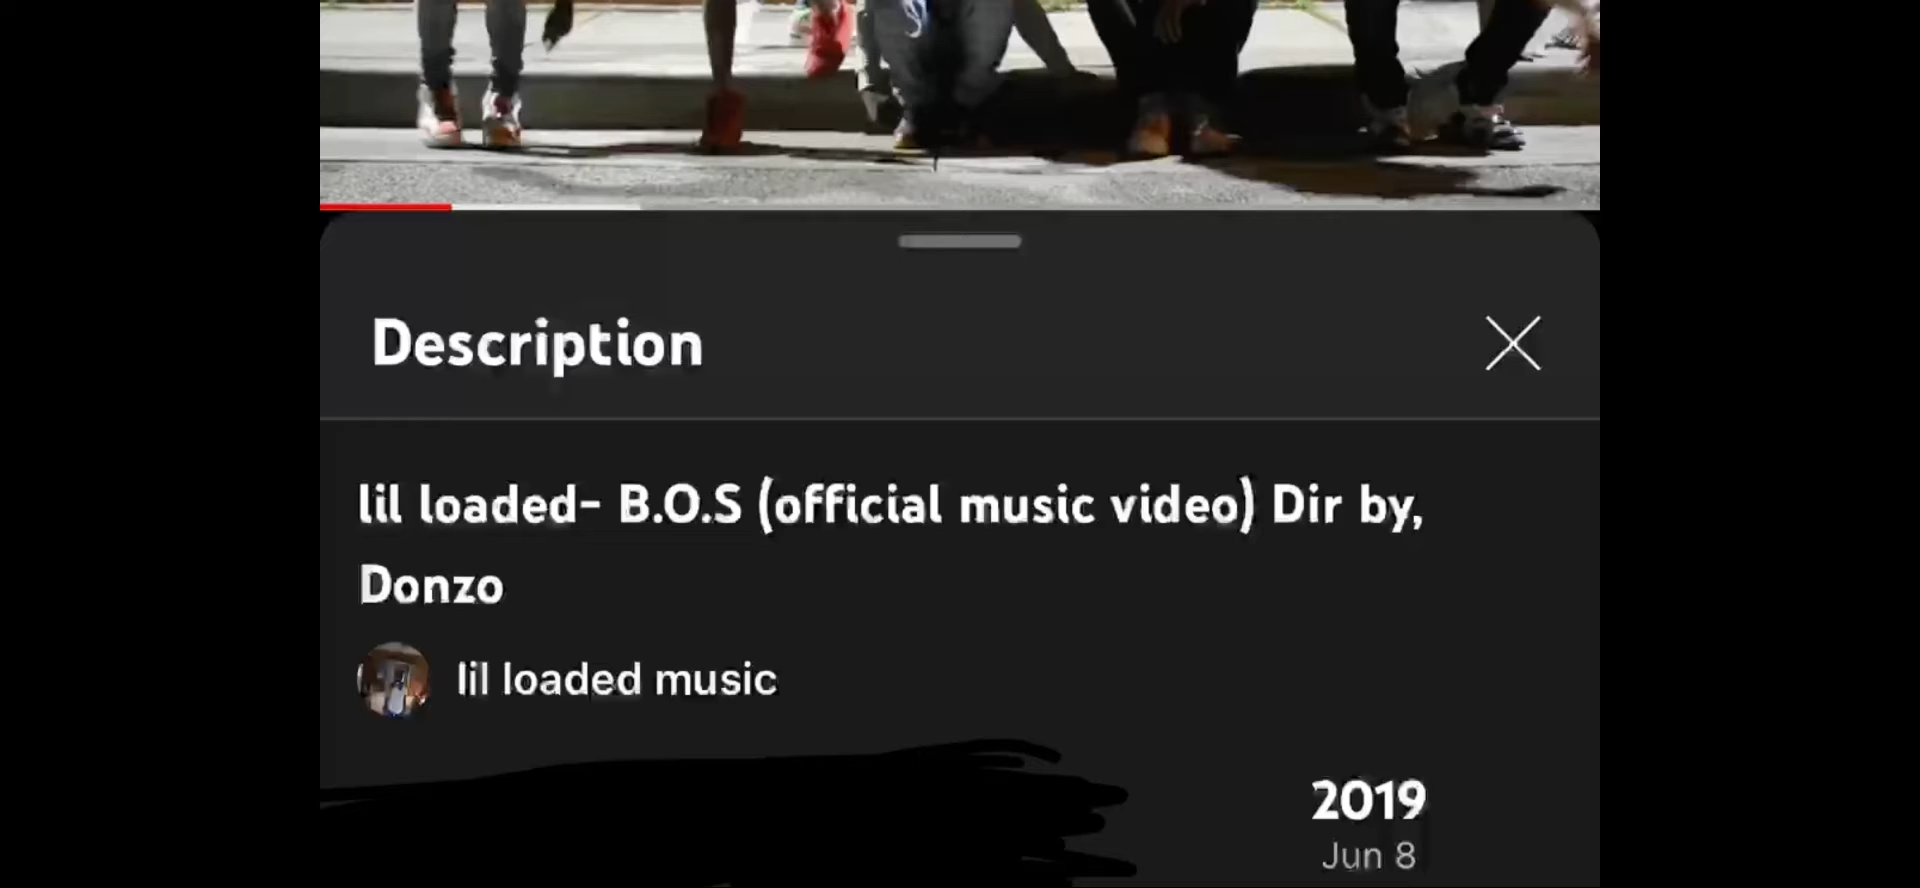 Description
lil loaded- B.O.S (official music video) Dir by,
Donzo
lil loaded music
2019
Jun 8